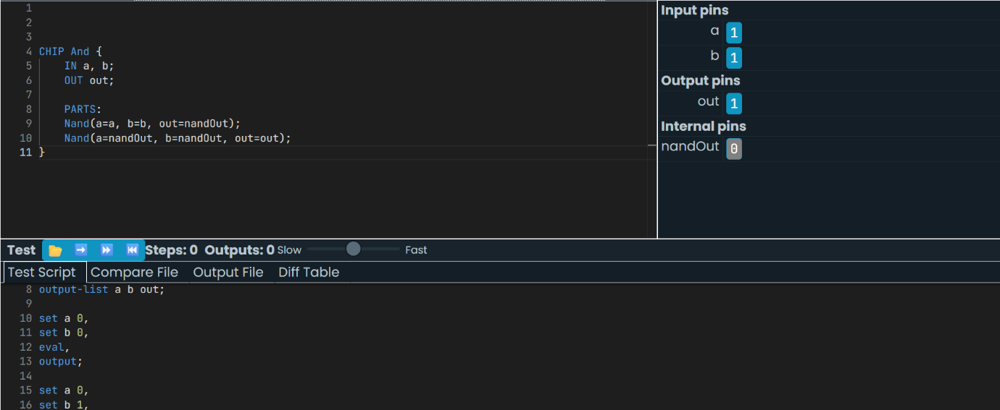 1
2
3
4 CHIP And {
5 IN a, b;
6 OUT out;
7
8 PARTS:
9 Nand(a=a, b=b, out=nandOut);
10 Nand(a=nandOut, b=nandOut, out=out);
11 }
Input pins
a 1
b 1
Output pins
out 1
Internal pins
nandOut 0
Test Steps: 0 Outputs: 0 Slow Fast
Test Script Compare File Output File Diff Table
8 output-list a b out;
9
10 set a 0,
11 set b 0,
12 eval,
13 output;
14
15 set a 0,
16 set b 1,